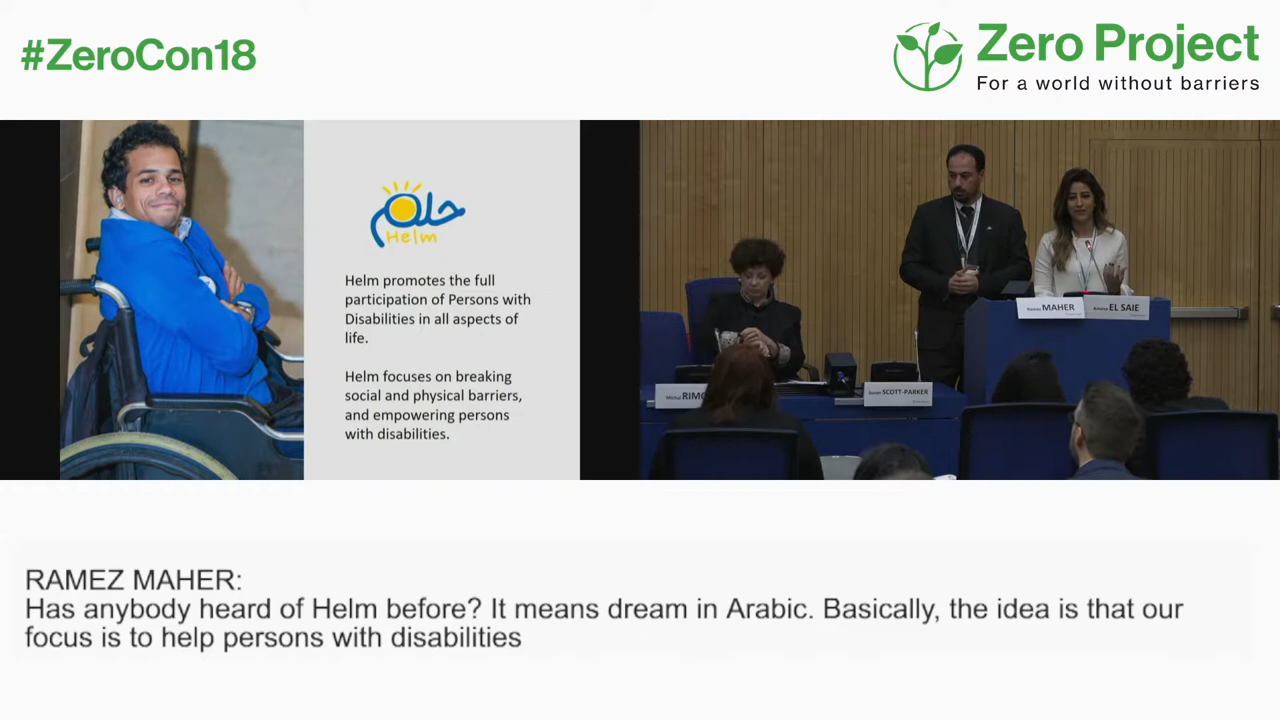 #ZeroCon18
Zero Project
For a world without barriers
حلم
Helm
Helm promotes the full
participation of Persons with
Disabilities in all aspects of
life.
Helm focuses on breaking
social and physical barriers,
and empowering persons
with disabilities.
Ramez MAHER
EL SAIE
SCOTT-PARKER
RAMEZ MAHER:
Has anybody heard of Helm before? It means dream in Arabic. Basically, the idea is that our
focus is to help persons with disabilities